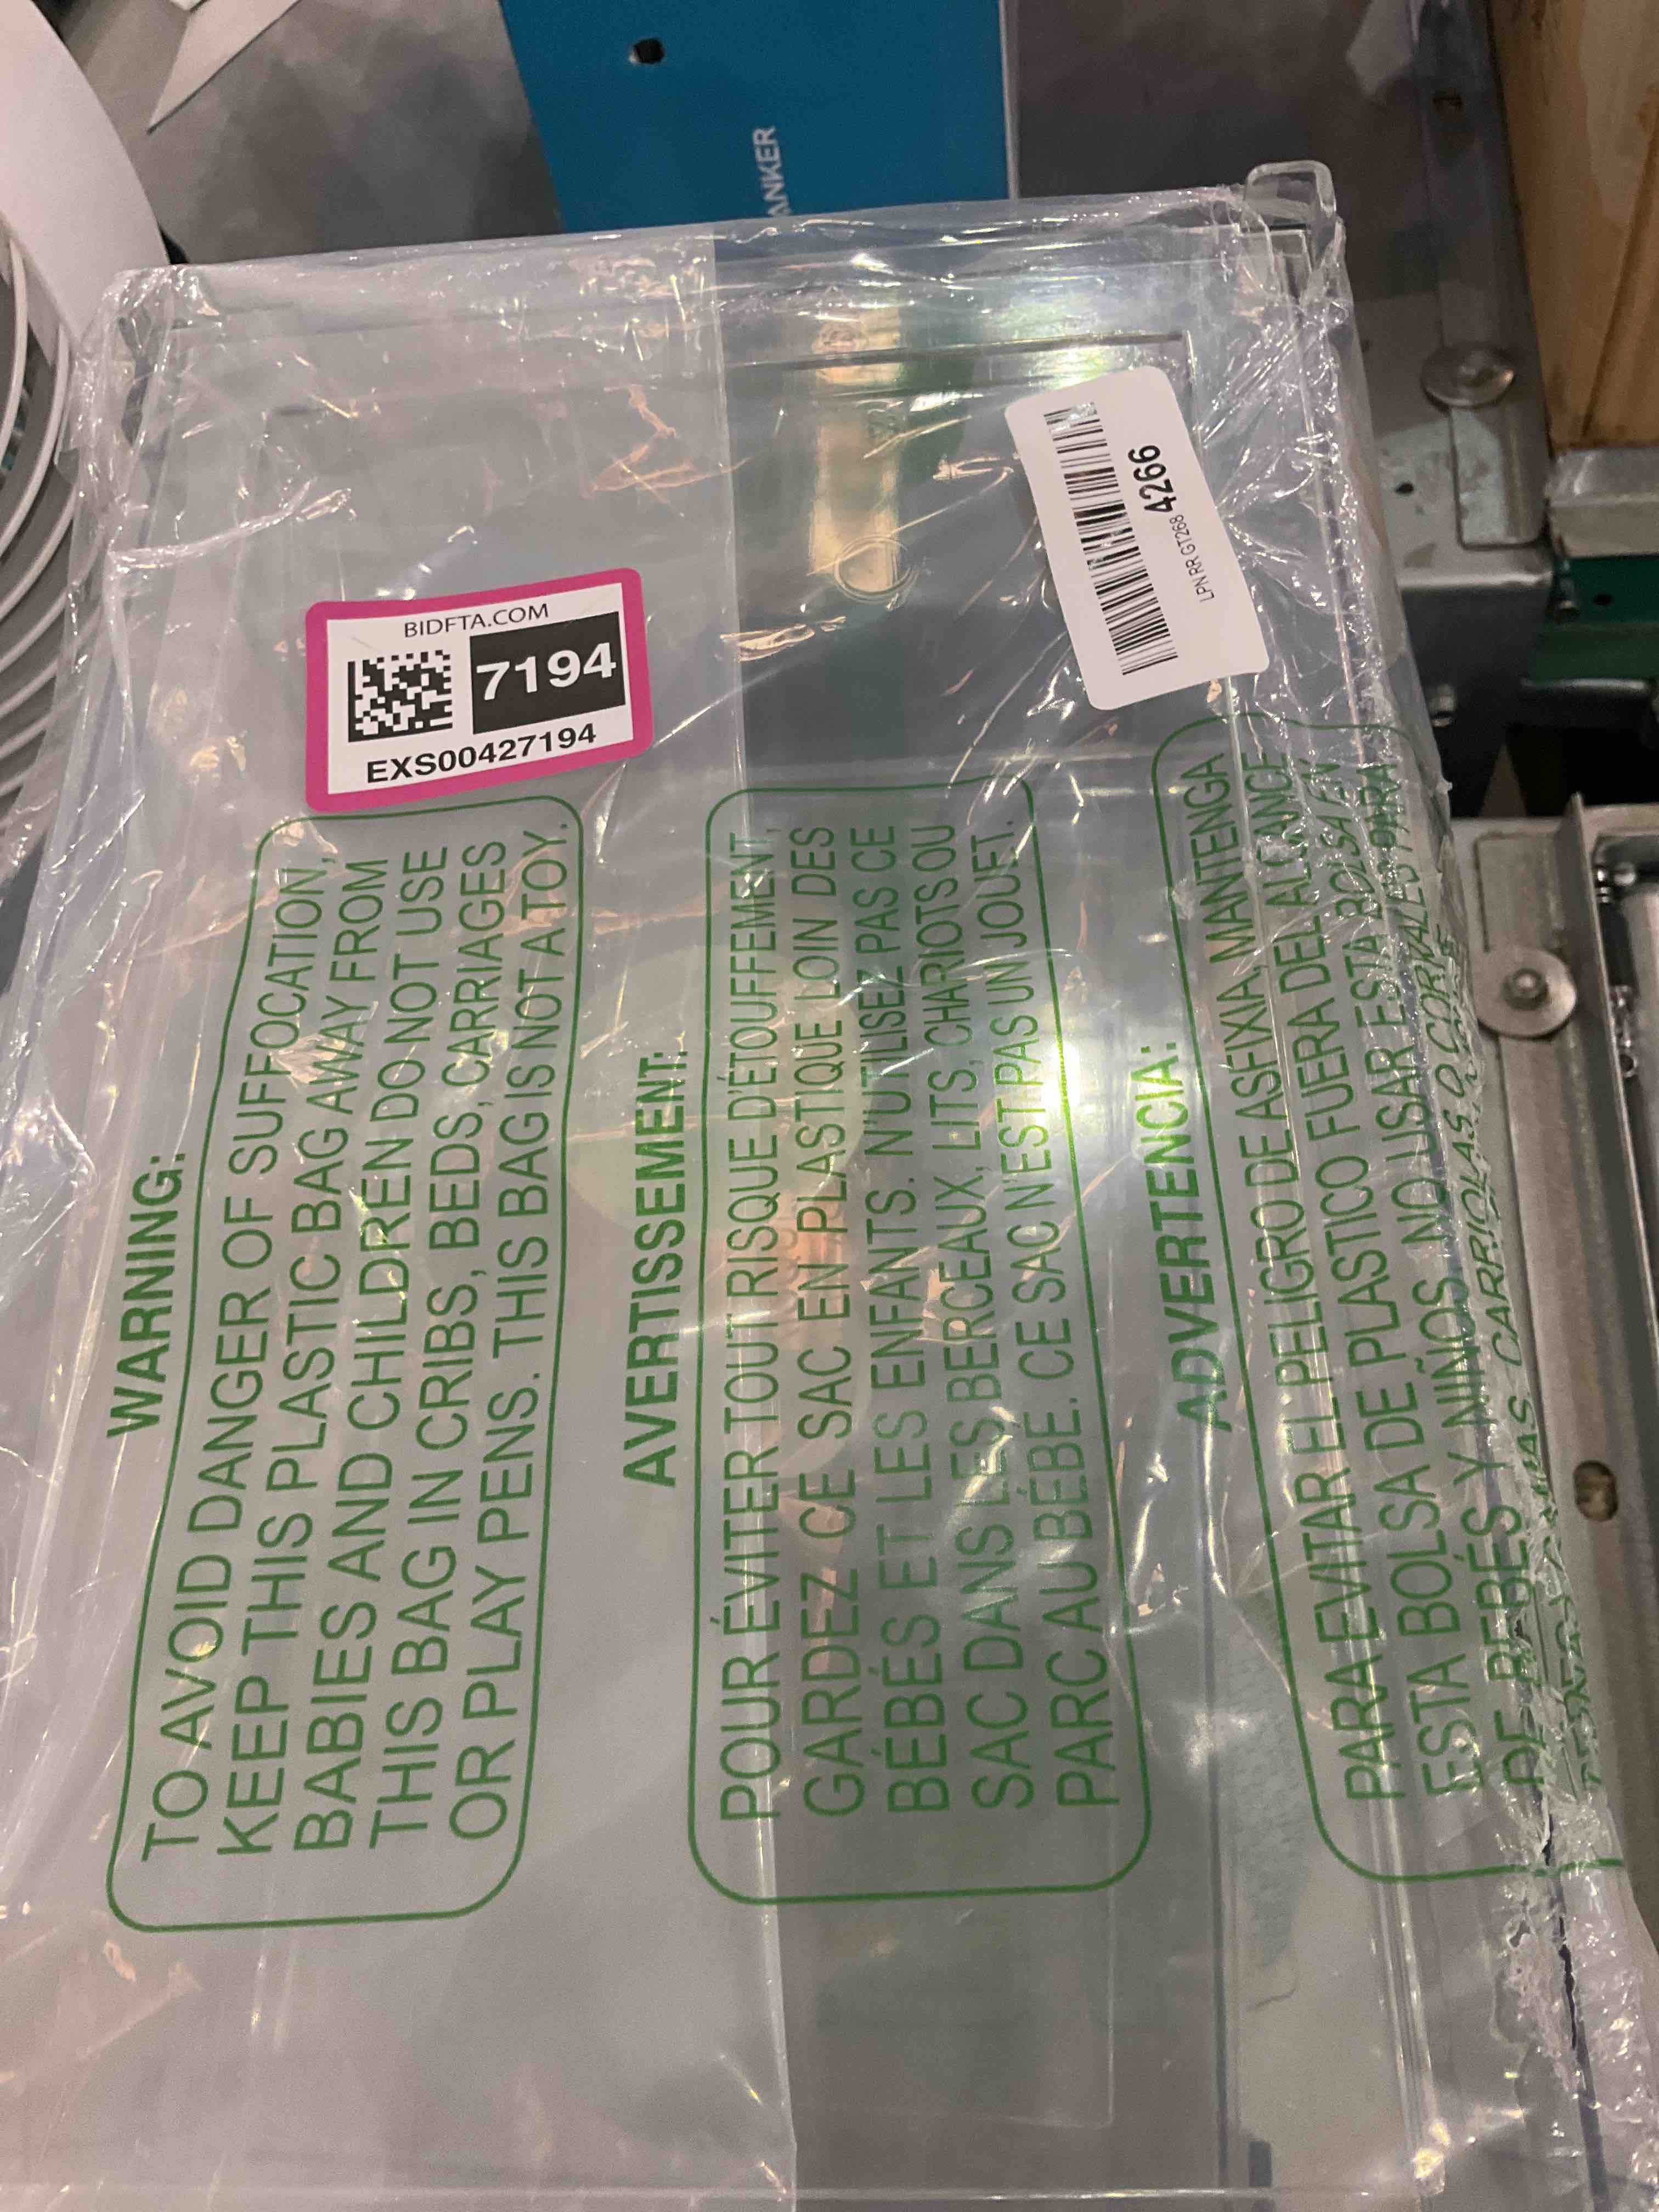 ANKER
BIDFTA.COM
7194
EXS00427194
LPN RR GT268 4266
WARNING:
TO AVOID DANGER OF SUFFOCATION,
KEEP THIS PLASTIC BAG AWAY FROM
BABIES AND CHILDREN DO NOT USE
THIS BAG IN CRIBS, BEDS, CARRIAGES
OR PLAY PENS. THIS BAG IS NOT A TOY.
AVERTISSEMENT:
POUR ÉVITER TOUT RISQUE D'ÉTOUFFEMENT,
GARDEZ CE SAC EN PLASTIQUE LOIN DES
BÉBÉS ET LES ENFANTS. N'UTILISEZ PAS CE
SAC DANS LES BERCEAUX, LITS, CHARIOTS OU
PARC AU BÉBÉ. CE SAC N'EST PAS UN JOUET.
ADVERTENCIA:
PARA EVITAR EL PELIGRO DE ASFIXIA, MANTENGA
ESTA BOLSA DE PLASTICO FUERA DEL ALCANCE
DE BEBÉS Y NIÑOS. NO USAR ESTA BOLSA EN
CARRIOLAS, O CORRALES PARA